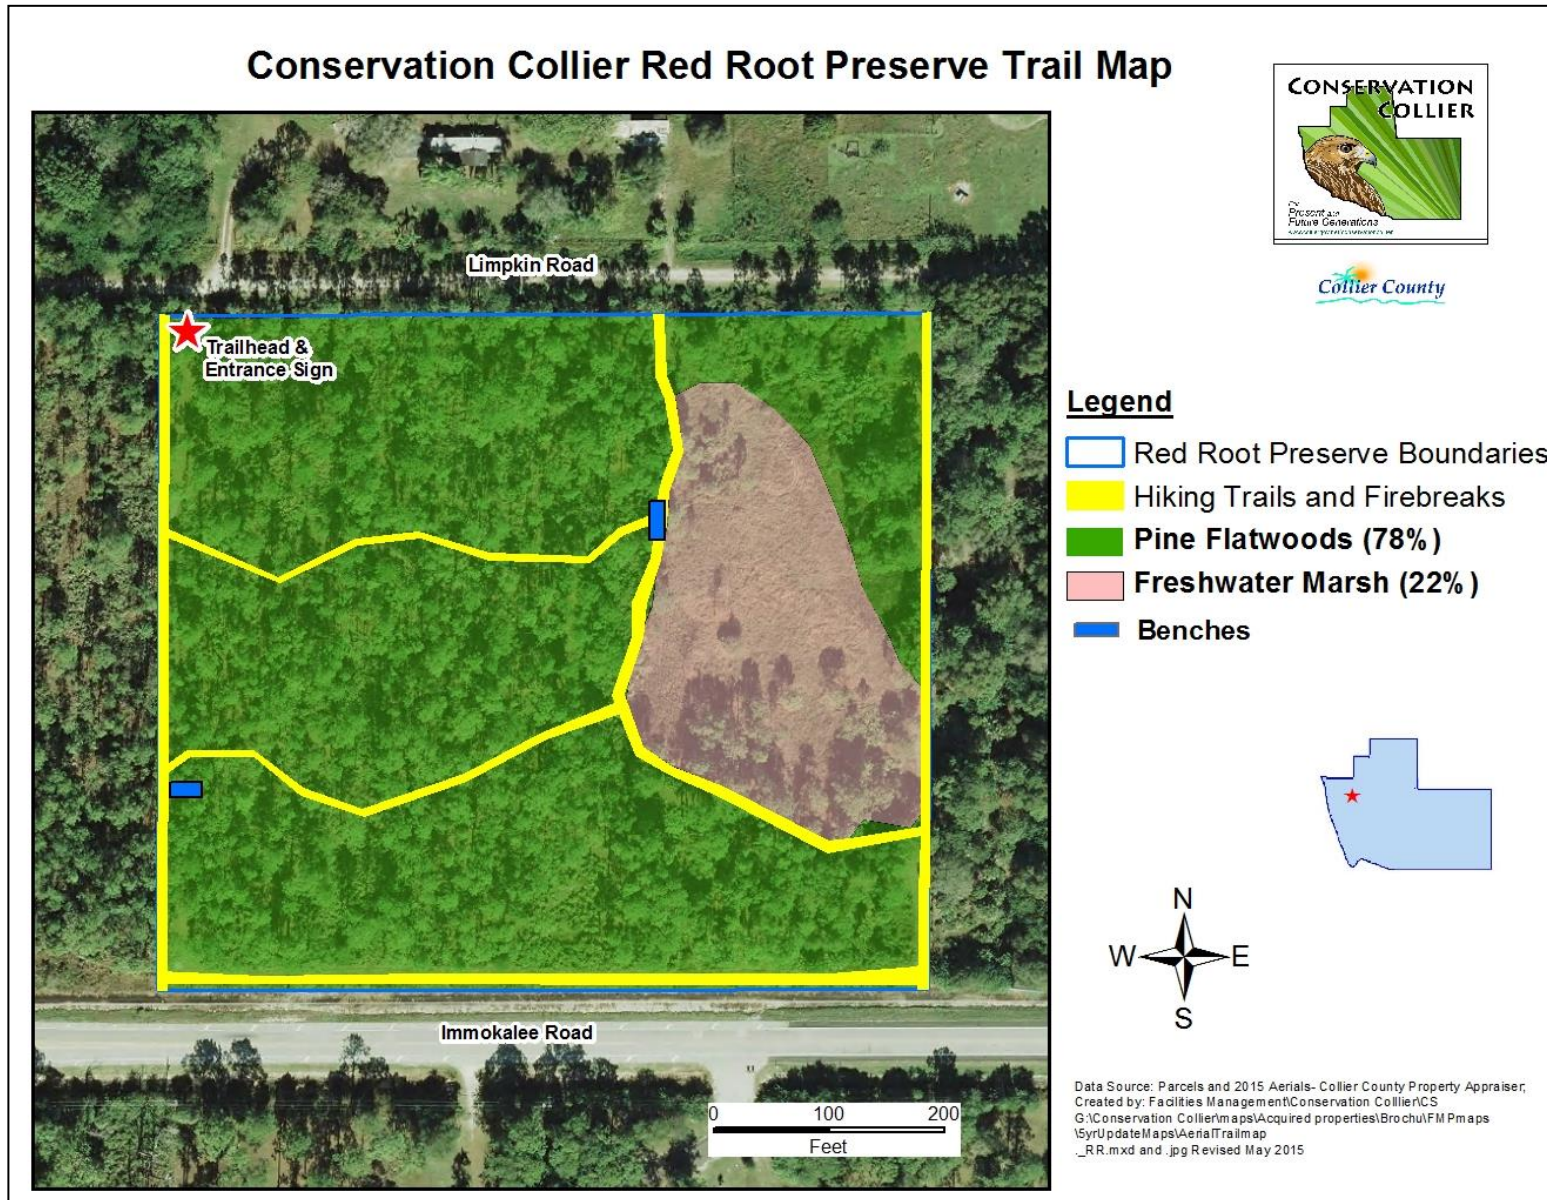 Conservation Collier Red Root Preserve Trail Map
CONSERVATION
COLLIER
For
Present and
Future Generations
Collier County
Limpkin Road
Trailhead &
Entrance Sign
Legend
Red Root Preserve Boundaries
Hiking Trails and Firebreaks
Pine Flatwoods (78%)
Freshwater Marsh (22%)
Benches
N
W
E
S
Immokalee Road
0 100 200
Feet
Data Source: Parcels and 2015 Aerials- Collier County Property Appraiser;
Created by: Facilities Management\Conservation Colllier\CS
G:\Conservation Collier\maps\Acquired properties\Brochu\FMPmaps
\5yrUpdateMaps\AerialTrailmap
._RR.mxd and .jpg Revised May 2015